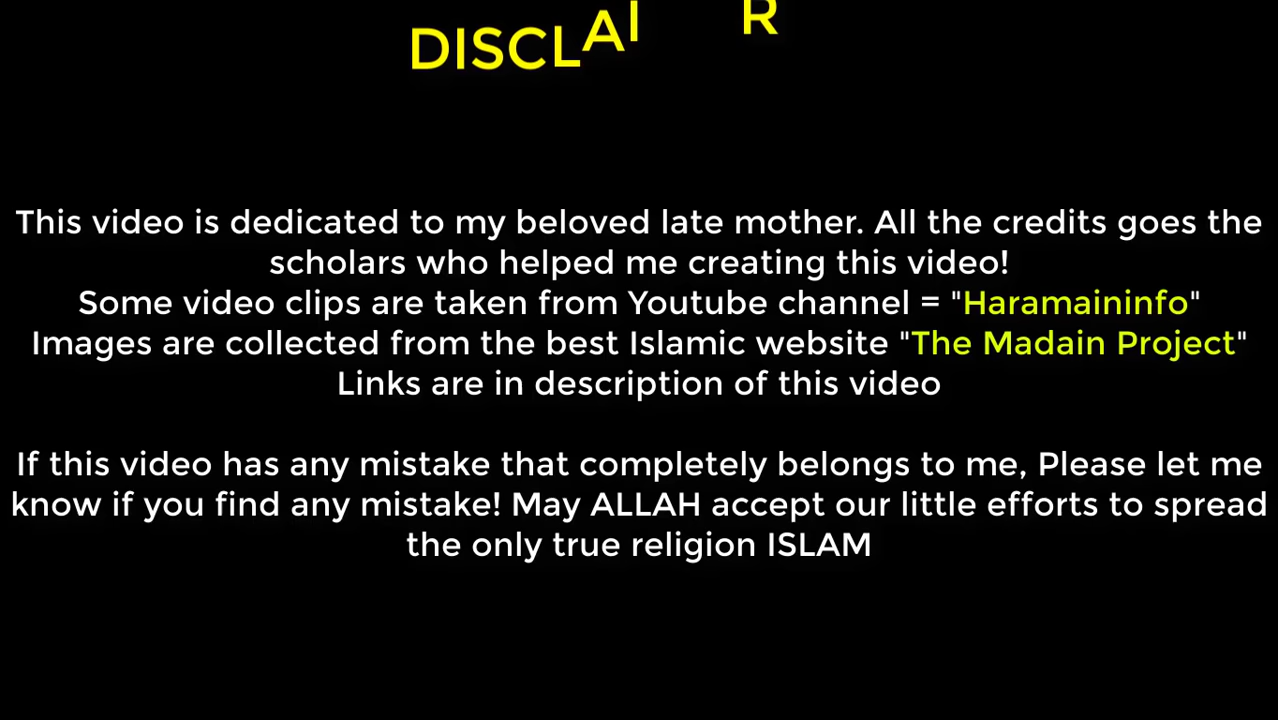 DISCLAI R
This video is dedicated to my beloved late mother. All the credits goes the
scholars who helped me creating this video!
Some video clips are taken from Youtube channel = "Haramaininfo"
Images are collected from the best Islamic website "The Madain Project"
Links are in description of this video
If this video has any mistake that completely belongs to me, Please let me
know if you find any mistake! May ALLAH accept our little efforts to spread
the only true religion ISLAM